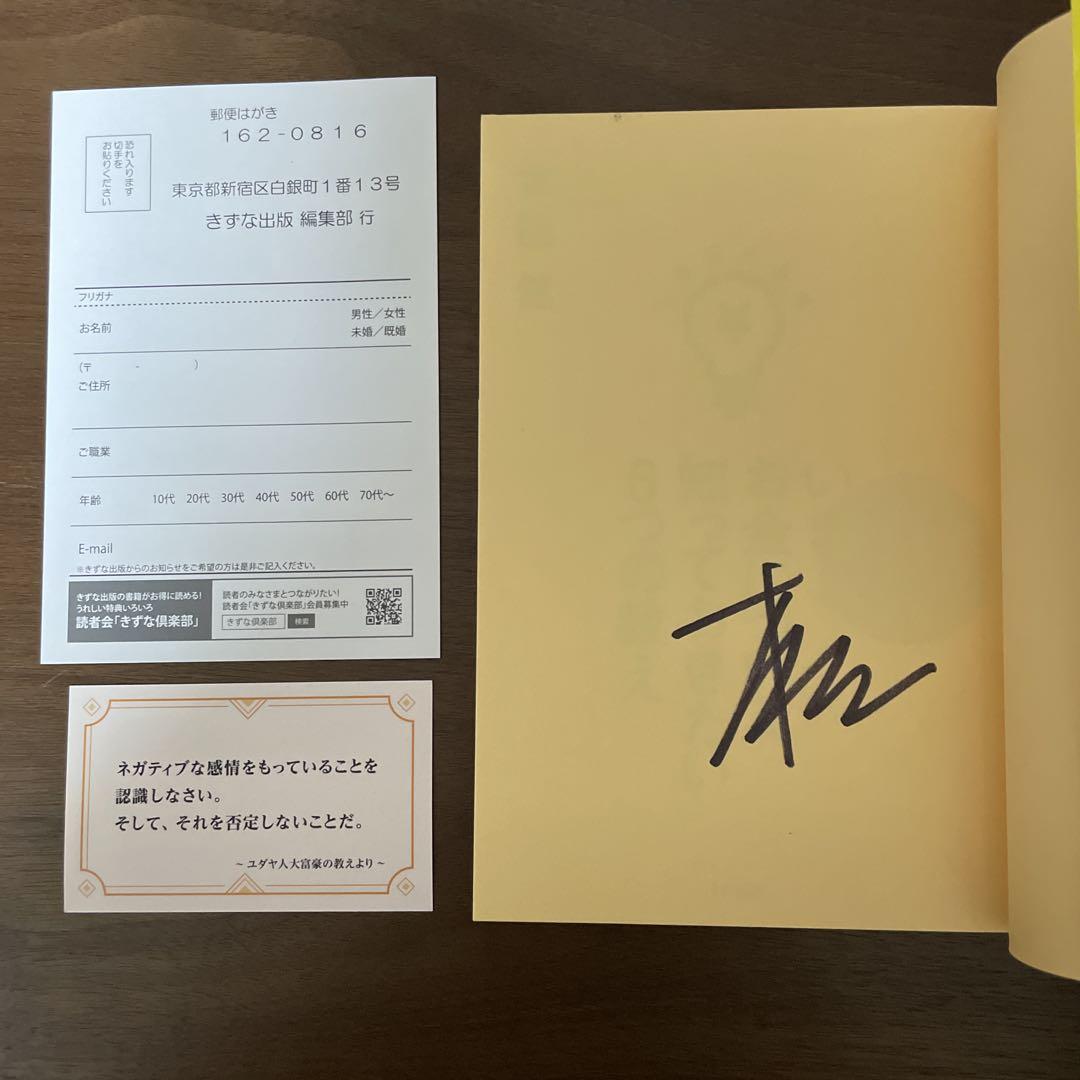 郵便はがき
162-0816
恐れ入ります
切手を
お貼りください
東京都新宿区白銀町1番13号
きずな出版 編集部 行
フリガナ
お名前
男性／女性
未婚／既婚
(〒 - )
ご住所
ご職業
年齢 10代 20代 30代 40代 50代 60代 70代〜
E-mail
※きずな出版からのお知らせをご希望の方は是非ご記入ください。
きずな出版の書籍がお得に読める!
うれしい特典いろいろ
読者会「きずな倶楽部」
読者のみなさまとつながりたい!
読者会「きずな倶楽部」会員募集中
きずな倶楽部 検索
ネガティブな感情をもっていることを
認識しなさい。
そして、それを否定しないことだ。
～ユダヤ人大富豪の教えより～